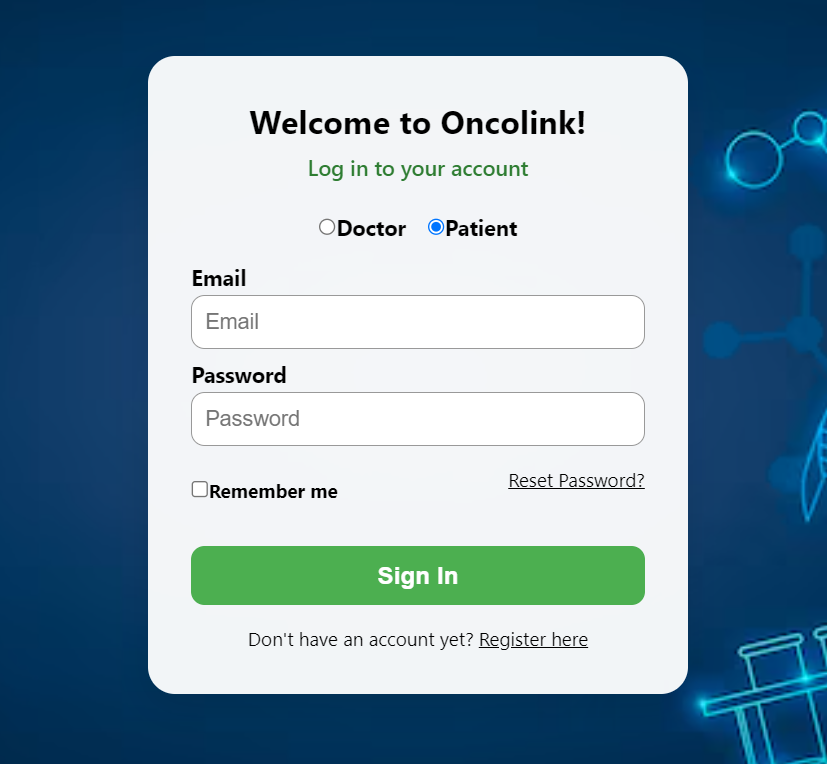 Welcome to Oncolink!
Log in to your account
Doctor Patient
Email
Email
Password
Password
Remember me Reset Password?
Sign In
Don't have an account yet? Register here